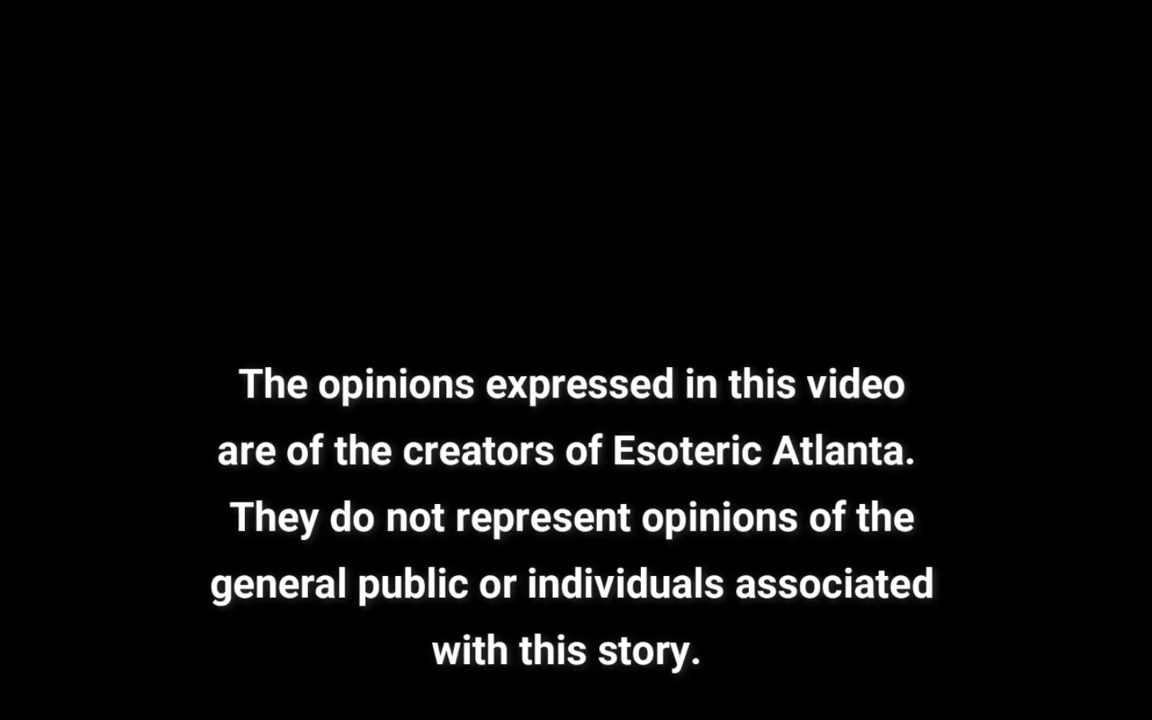 The opinions expressed in this video
are of the creators of Esoteric Atlanta.
They do not represent opinions of the
general public or individuals associated
with this story.